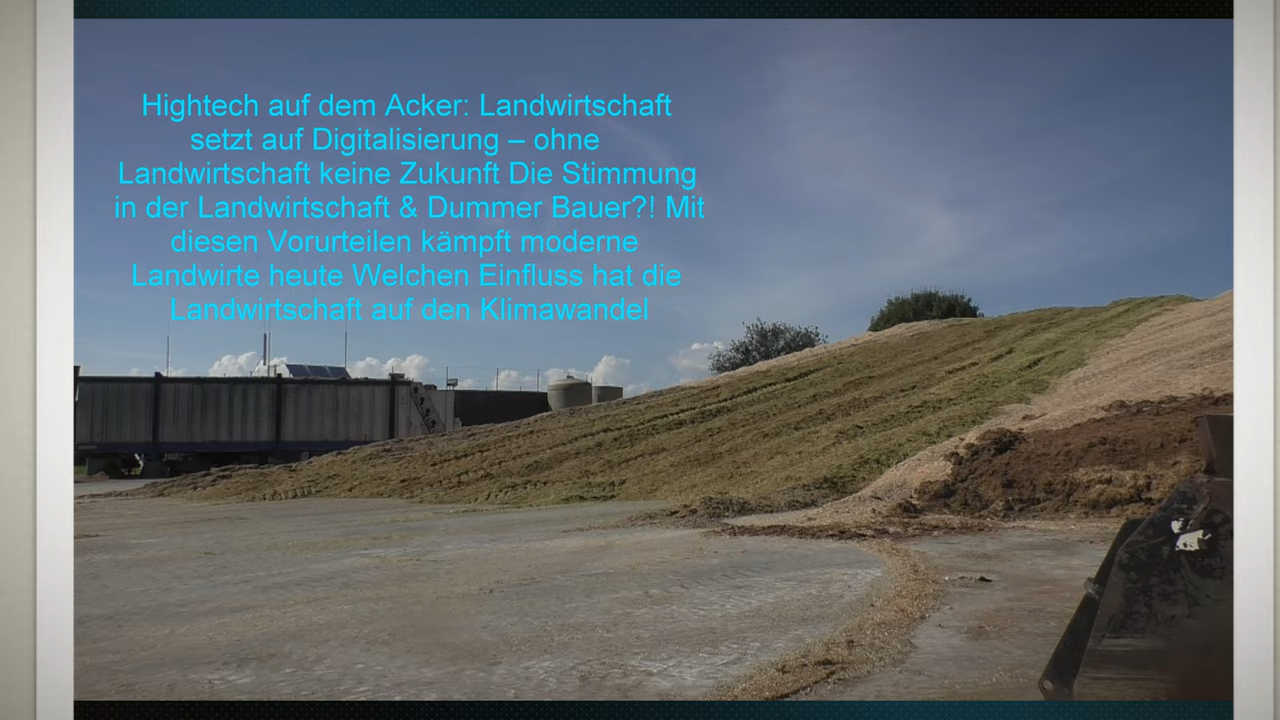 Hightech auf dem Acker: Landwirtschaft
setzt auf Digitalisierung – ohne
Landwirtschaft keine Zukunft Die Stimmung
in der Landwirtschaft & Dummer Bauer?! Mit
diesen Vorurteilen kämpft moderne
Landwirte heute Welchen Einfluss hat die
Landwirtschaft auf den Klimawandel